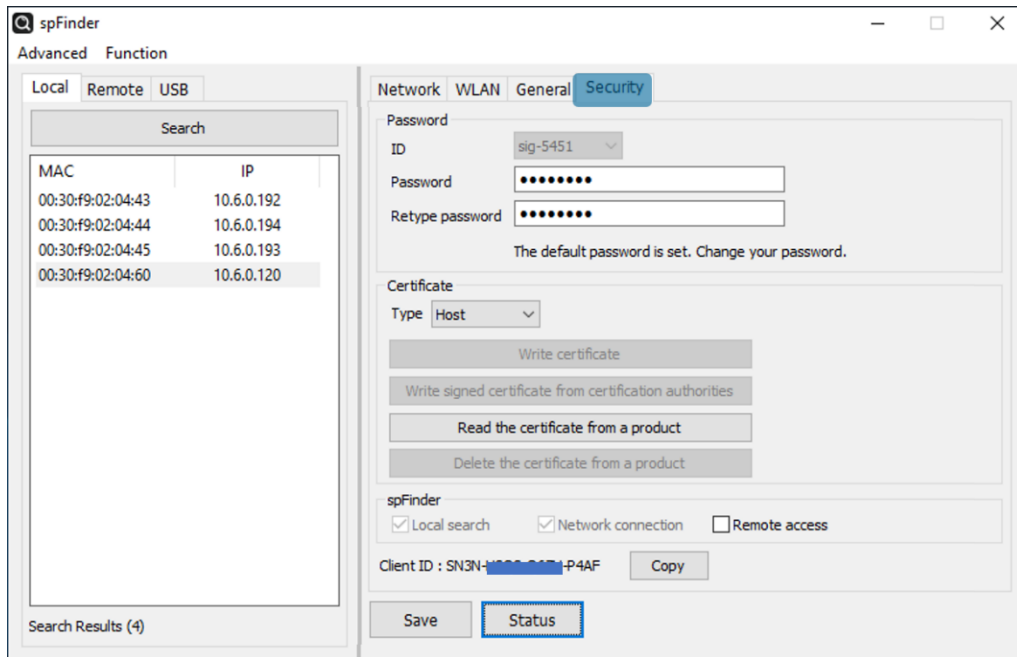 spFinder
Advanced Function
Local Remote USB
Search
MAC IP
00:30:f9:02:04:43 10.6.0.192
00:30:f9:02:04:44 10.6.0.194
00:30:f9:02:04:45 10.6.0.193
00:30:f9:02:04:60 10.6.0.120
Search Results (4)
Network WLAN General Security
Password
ID sig-5451
Password ●●●●●●●●
Retype password ●●●●●●●●
The default password is set. Change your password.
Certificate
Type Host
Write certificate
Write signed certificate from certification authorities
Read the certificate from a product
Delete the certificate from a product
spFinder
Local search Network connection Remote access
Client ID : SN3N- -P4AF Copy
Save Status